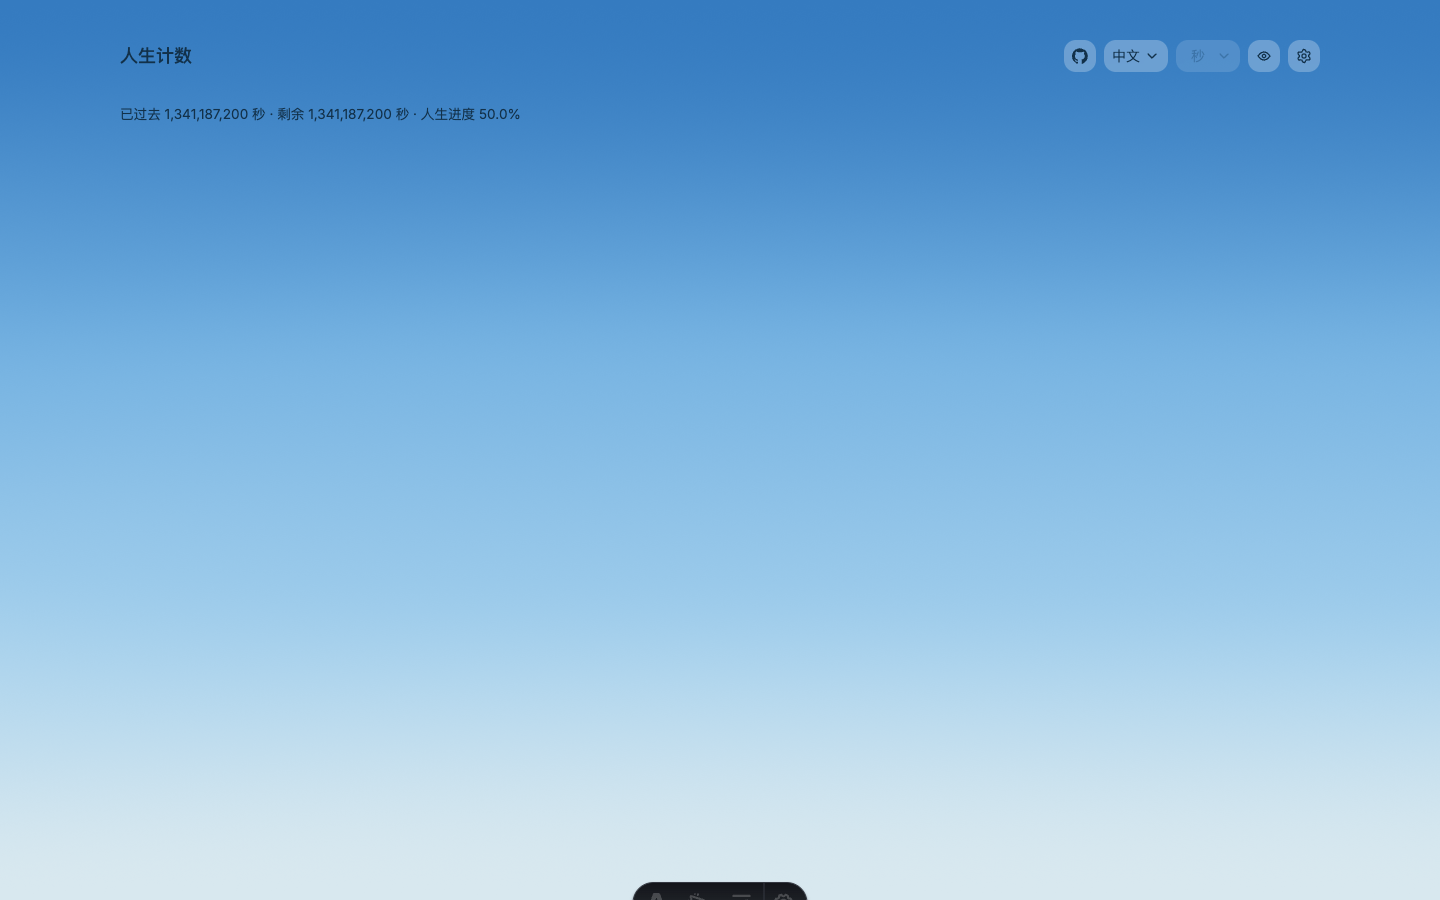 人生计数
中文
秒
已过去 1,341,187,200 秒 · 剩余 1,341,187,200 秒 · 人生进度 50.0%